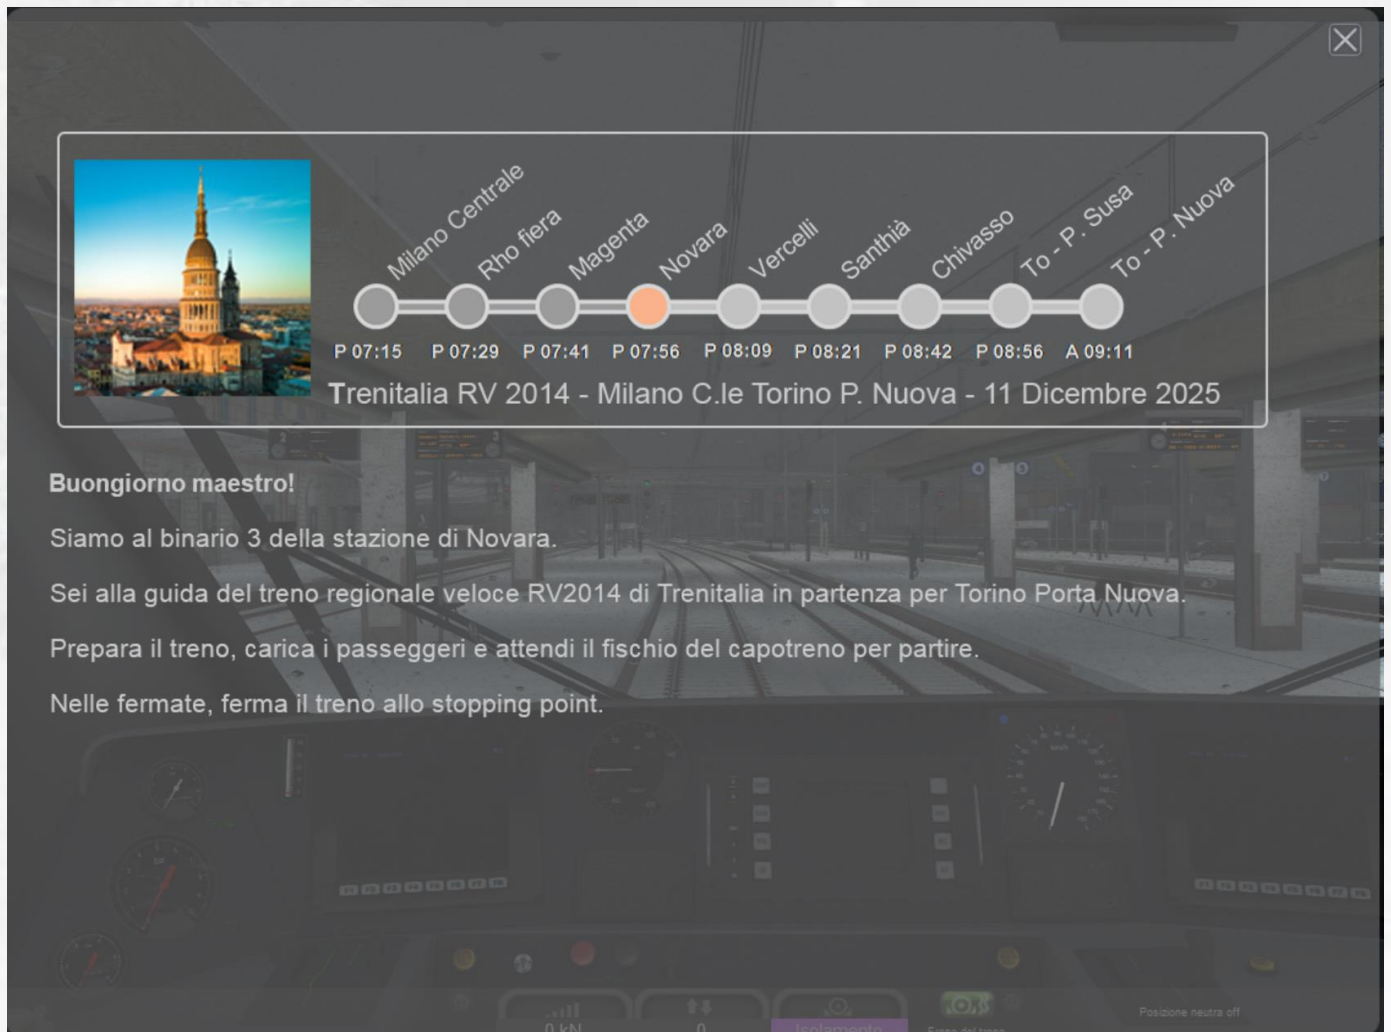 Milano Centrale
Rho fiera
Magenta
Novara
Vercelli
Santhià
Chivasso
To - P. Susa
To - P. Nuova
P 07:15 P 07:29 P 07:41 P 07:56 P 08:09 P 08:21 P 08:42 P 08:56 A 09:11
Trenitalia RV 2014 - Milano C.le Torino P. Nuova - 11 Dicembre 2025
Buongiorno maestro!
Siamo al binario 3 della stazione di Novara.
Sei alla guida del treno regionale veloce RV2014 di Trenitalia in partenza per Torino Porta Nuova.
Prepara il treno, carica i passeggeri e attendi il fischio del capotreno per partire.
Nelle fermate, ferma il treno allo stopping point.
Posizione neutra off
0 kN
0
Isolamento